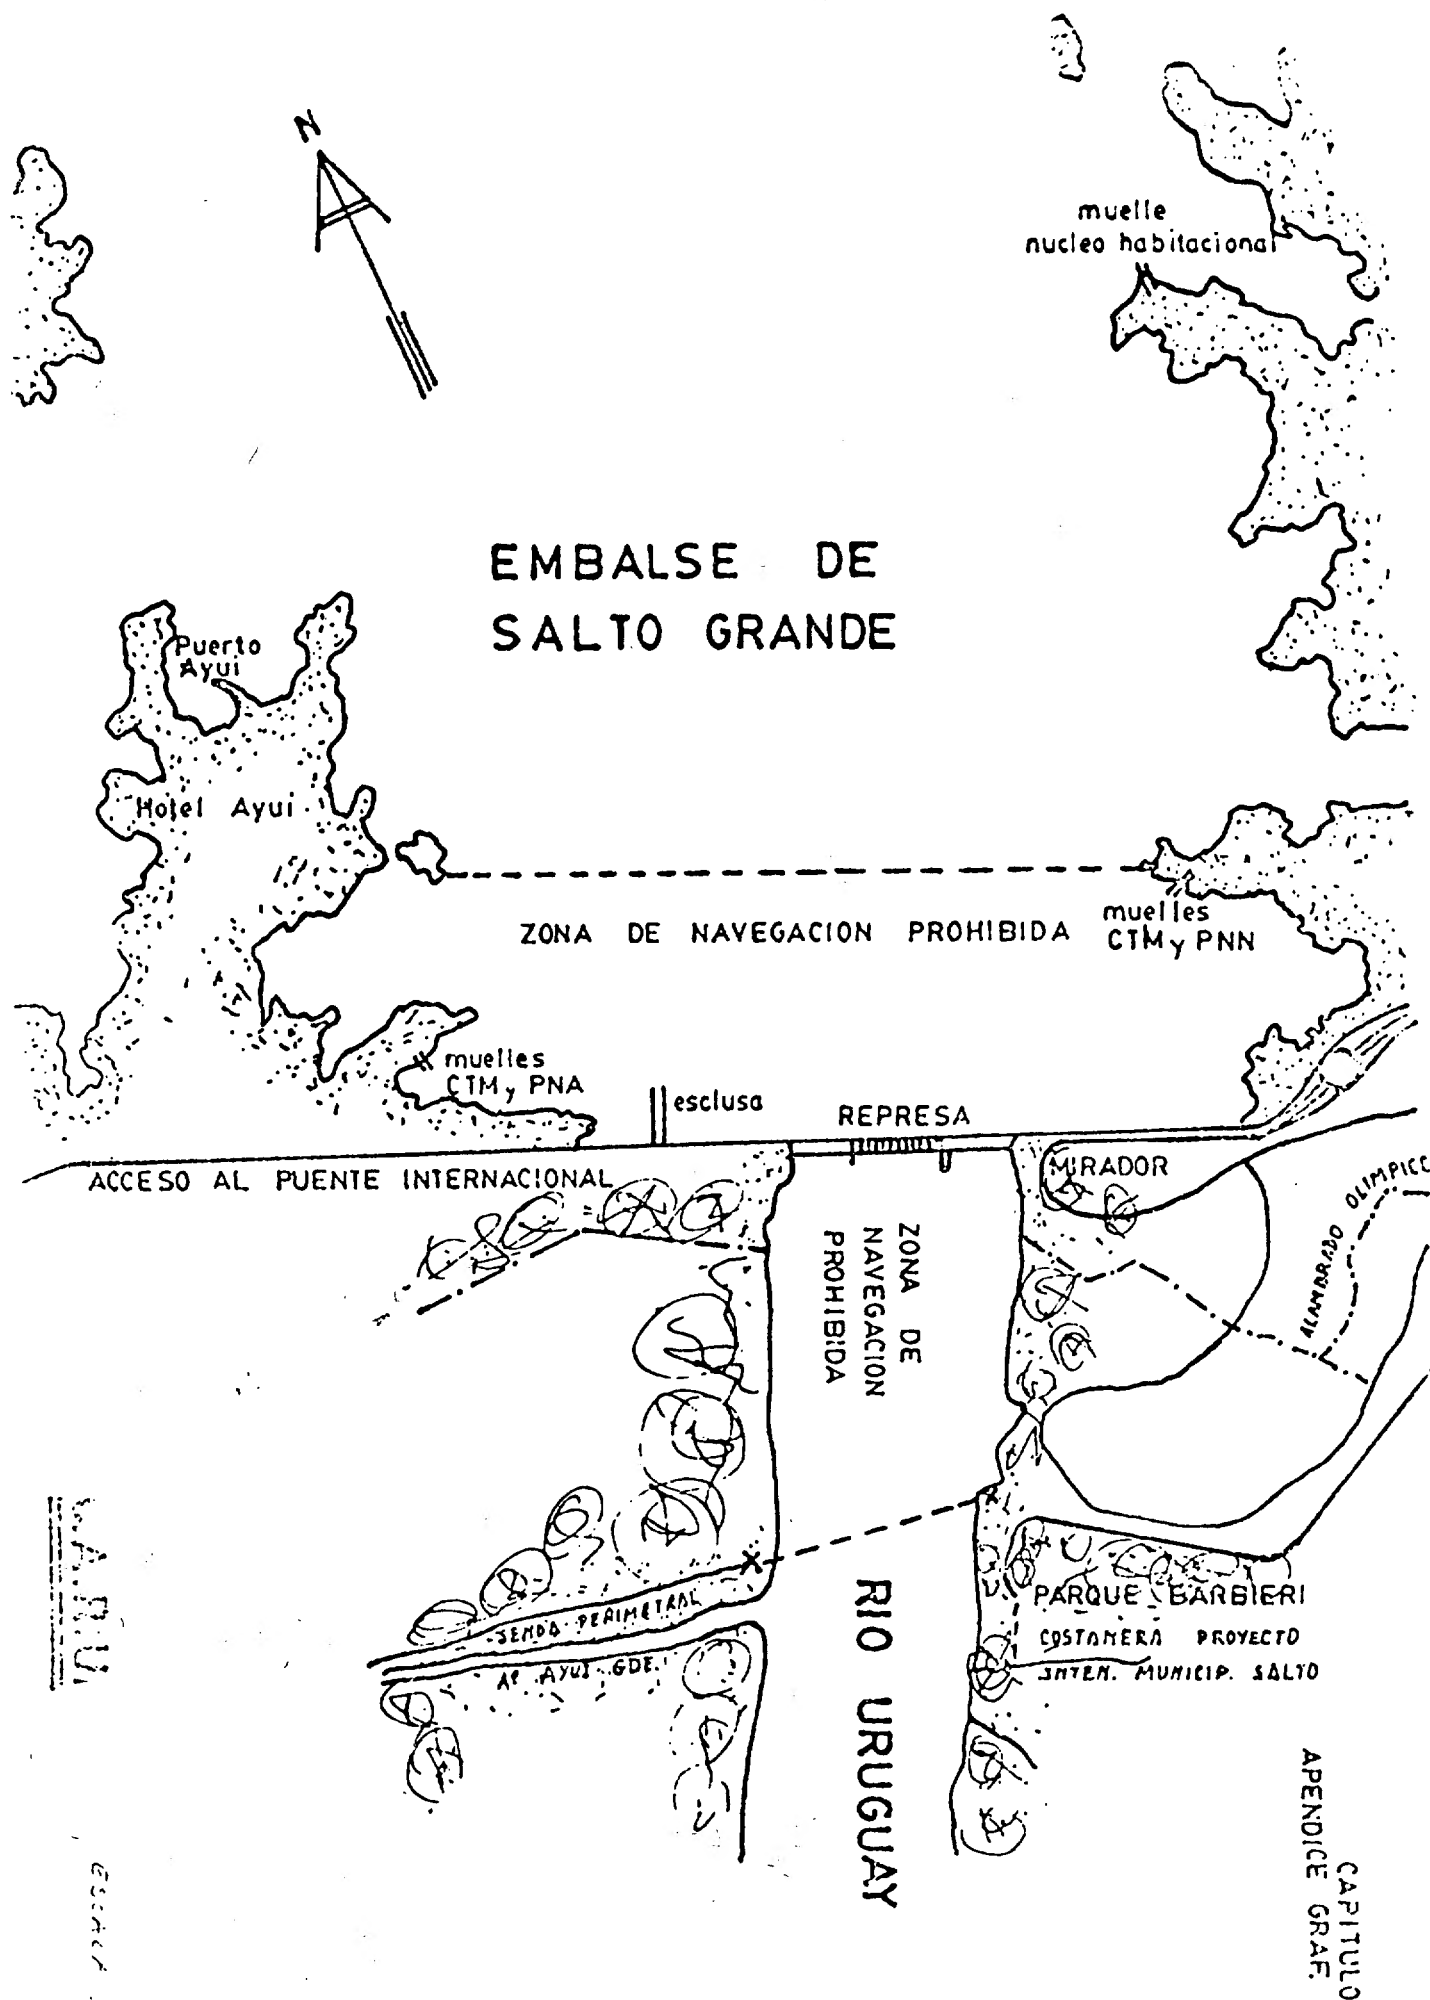 N
muelle
nucleo habitacional
EMBALSE DE
SALTO GRANDE
Puerto
Ayui
Hotel Ayui
ZONA DE NAVEGACION PROHIBIDA
muelles
CTM y PNN
muelles
CTM y PNA
esclusa
REPRESA
ACCESO AL PUENTE INTERNACIONAL
MIRADOR
ALAMBRADO OLIMPICO
ZONA DE
NAVEGACION
PROHIBIDA
RIO URUGUAY
SENDA PERIMETRAL
Aº AYUI GDE.
PARQUE BARBIERI
COSTANERA PROYECTO
INTEN. MUNICIP. SALTO
C.A.R.U.
CAPITULO
APENDICE GRAF.